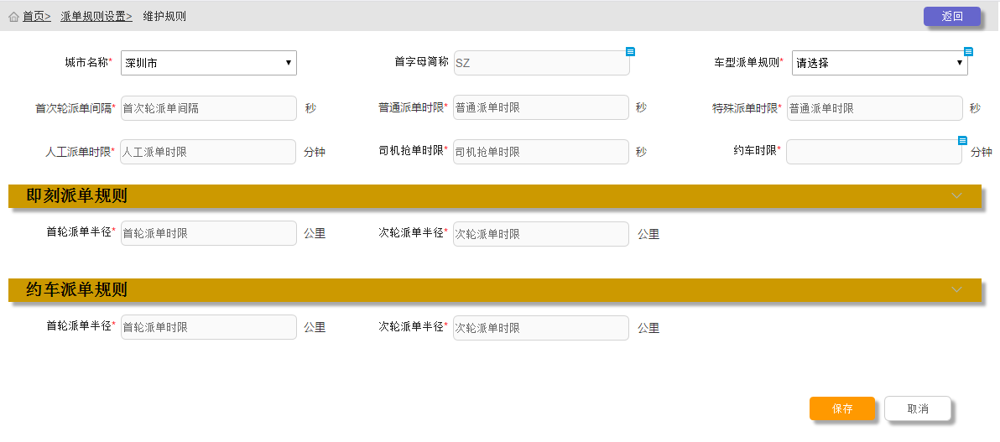 首页> 派单规则设置> 维护规则 返回
城市名称* 深圳市 首字母简称 SZ 车型派单规则* 请选择
首次轮派单间隔* 首次轮派单间隔 秒 普通派单时限* 普通派单时限 秒 特殊派单时限* 普通派单时限 秒
人工派单时限* 人工派单时限 分钟 司机抢单时限* 司机抢单时限 秒 约车时限* 分钟
即刻派单规则
首轮派单半径* 首轮派单时限 公里 次轮派单半径* 次轮派单时限 公里
约车派单规则
首轮派单半径* 首轮派单时限 公里 次轮派单半径* 次轮派单时限 公里
保存 取消